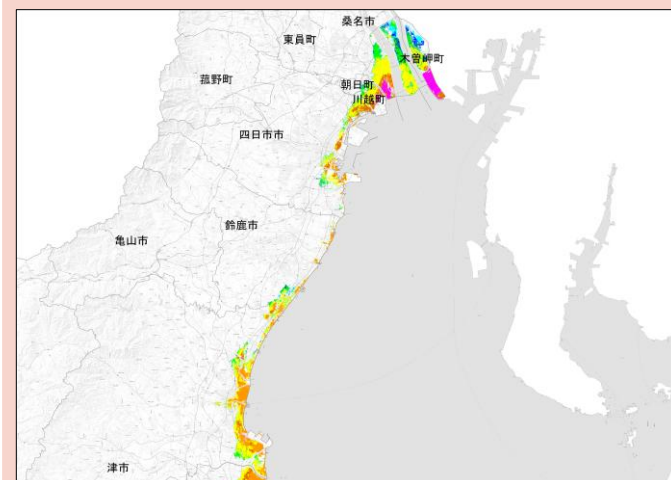 桑名市
東員町
木曽岬町
菰野町
朝日町
川越町
四日市市
鈴鹿市
亀山市
津市